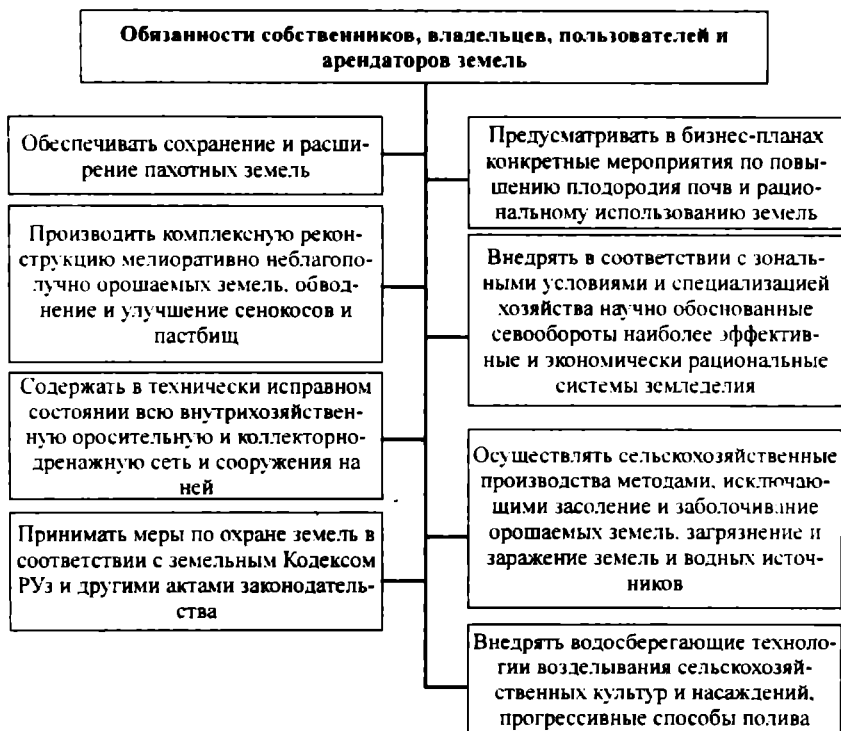 Обязанности собственников, владельцев, пользователей и
арендаторов земель
Обеспечивать сохранение и расши-
рение пахотных земель
Производить комплексную рекон-
струкцию мелиоративно неблагопо-
лучно орошаемых земель, обвод-
нение и улучшение сенокосов и
пастбищ
Содержать в технически исправном
состоянии всю внутрихозяйствен-
ную оросительную и коллекторно-
дренажную сеть и сооружения на
ней
Принимать меры по охране земель в
соответствии с земельным Кодексом
РУз и другими актами законодатель-
ства
Предусматривать в бизнес-планах
конкретные мероприятия по повы-
шению плодородия почв и рацио-
нальному использованию земель
Внедрять в соответствии с зональ-
ными условиями и специализацией
хозяйства научно обоснованные
севообороты наиболее эффектив-
ные и экономически рациональные
системы земледелия
Осуществлять сельскохозяйственные
производства методами, исключаю-
щими засоление и заболочивание
орошаемых земель, загрязнение и
заражение земель и водных источ-
ников
Внедрять водосберегающие техноло-
гии возделывания сельскохозяй-
ственных культур и насаждений,
прогрессивные способы полива